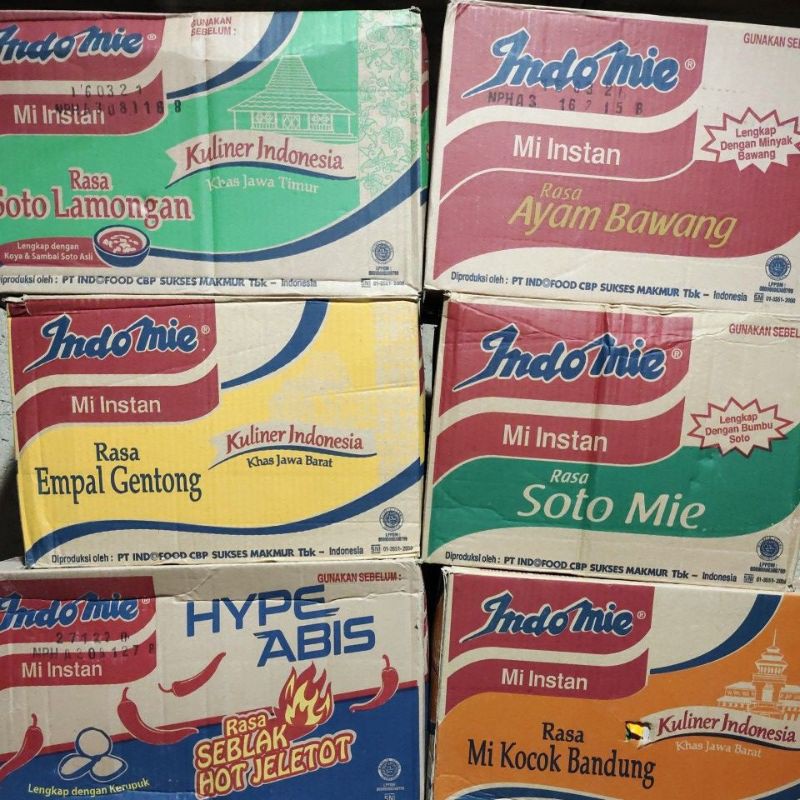 IndoMie®
GUNAKAN
SEBELUM :
Mi Instan
Kuliner Indonesia
Khas Jawa Timur
Rasa
Soto Lamongan
Lengkap dengan
Koya & Sambal Soto Asli
Diproduksi oleh : PT INDOFOOD CBP SUKSES MAKMUR Tbk – Indonesia
IndoMie®
Mi Instan
Lengkap
Dengan Minyak
Bawang
Rasa
Ayam Bawang
Diproduksi oleh : PT INDOFOOD CBP SUKSES MAKMUR Tbk – Indonesia
IndoMie®
Mi Instan
Rasa
Empal Gentong
Kuliner Indonesia
Khas Jawa Barat
Diproduksi oleh : PT INDOFOOD CBP SUKSES MAKMUR Tbk – Indonesia
IndoMie®
Mi Instan
Lengkap
Dengan Bumbu
Soto
Rasa
Soto Mie
Diproduksi oleh : PT INDOFOOD CBP SUKSES MAKMUR Tbk – Indonesia
IndoMie®
GUNAKAN SEBELUM :
Mi Instan
HYPE
ABIS
Rasa
SEBLAK
HOT JELETOT
Lengkap dengan Kerupuk
IndoMie®
Mi Instan
Rasa
Mi Kocok Bandung
Kuliner Indonesia
Khas Jawa Barat